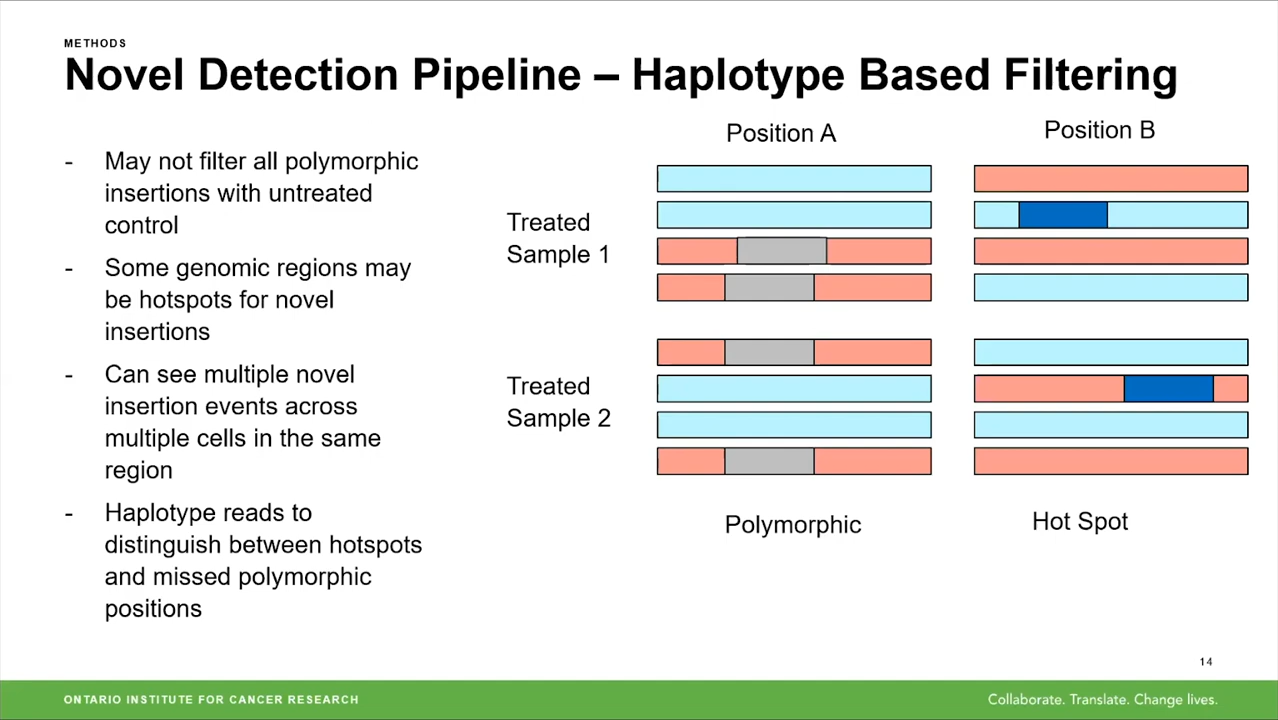 METHODS
Novel Detection Pipeline – Haplotype Based Filtering
- May not filter all polymorphic
insertions with untreated
control
- Some genomic regions may
be hotspots for novel
insertions
- Can see multiple novel
insertion events across
multiple cells in the same
region
- Haplotype reads to
distinguish between hotspots
and missed polymorphic
positions
Position A
Position B
Treated
Sample 1
Treated
Sample 2
Polymorphic
Hot Spot
14
ONTARIO INSTITUTE FOR CANCER RESEARCH
Collaborate. Translate. Change lives.